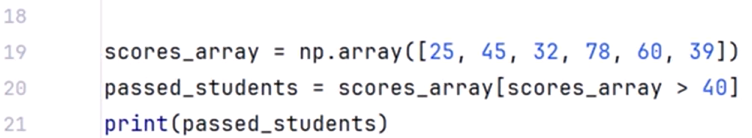 18
19 scores_array = np.array([25, 45, 32, 78, 60, 39])
20 passed_students = scores_array[scores_array > 40]
21 print(passed_students)